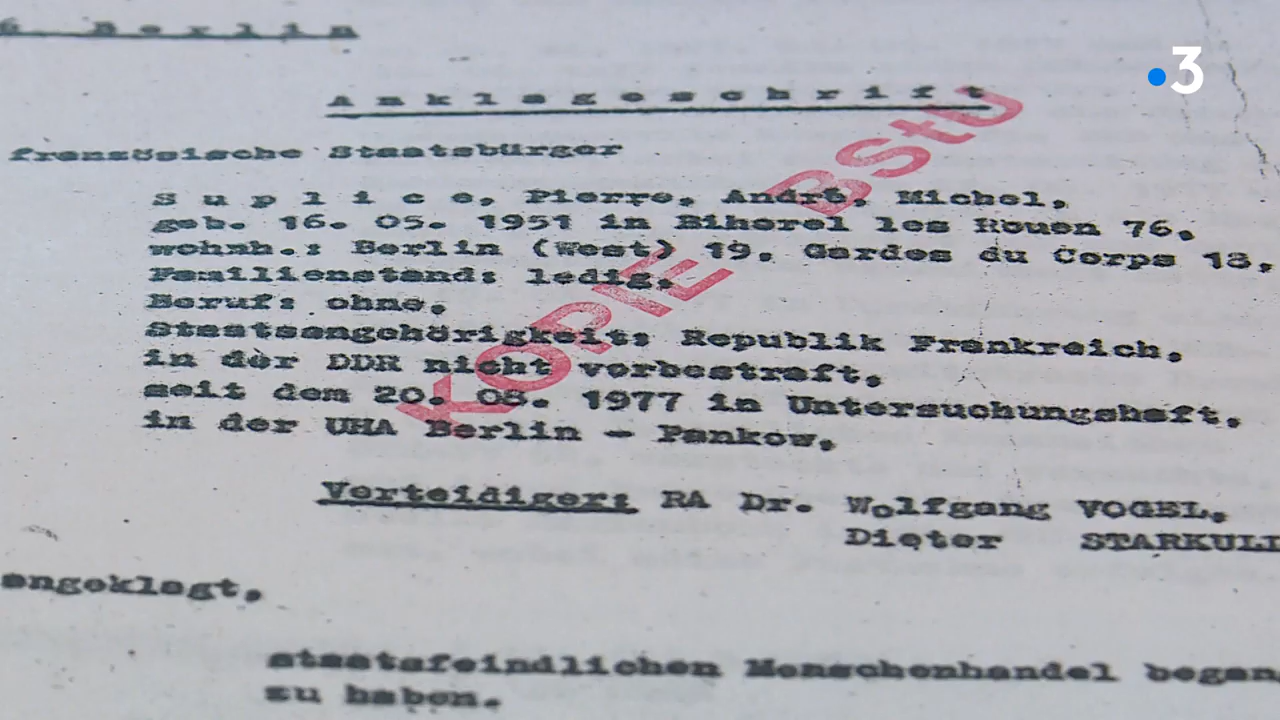 6 Berlin
3
Anklageschrift
französische Staatsbürger
Suplice, Pierre, André, Michel,
geb. 16. 05. 1951 in Bihorel les Rouen 76,
wohnh.: Berlin (West) 19, Gardes du Corps 18,
Familienstand: ledig,
Beruf: ohne,
Staatsangehörigkeit: Republik Frankreich,
in der DDR nicht vorbestraft,
seit dem 20. 08. 1977 in Untersuchungshaft,
in der UHA Berlin - Pankow,
KOPIE BStU
Verteidiger: RA Dr. Wolfgang VOGEL,
Dieter STARKULL
angeklagt,
staatsfeindlichen Menschenhandel began
zu haben.